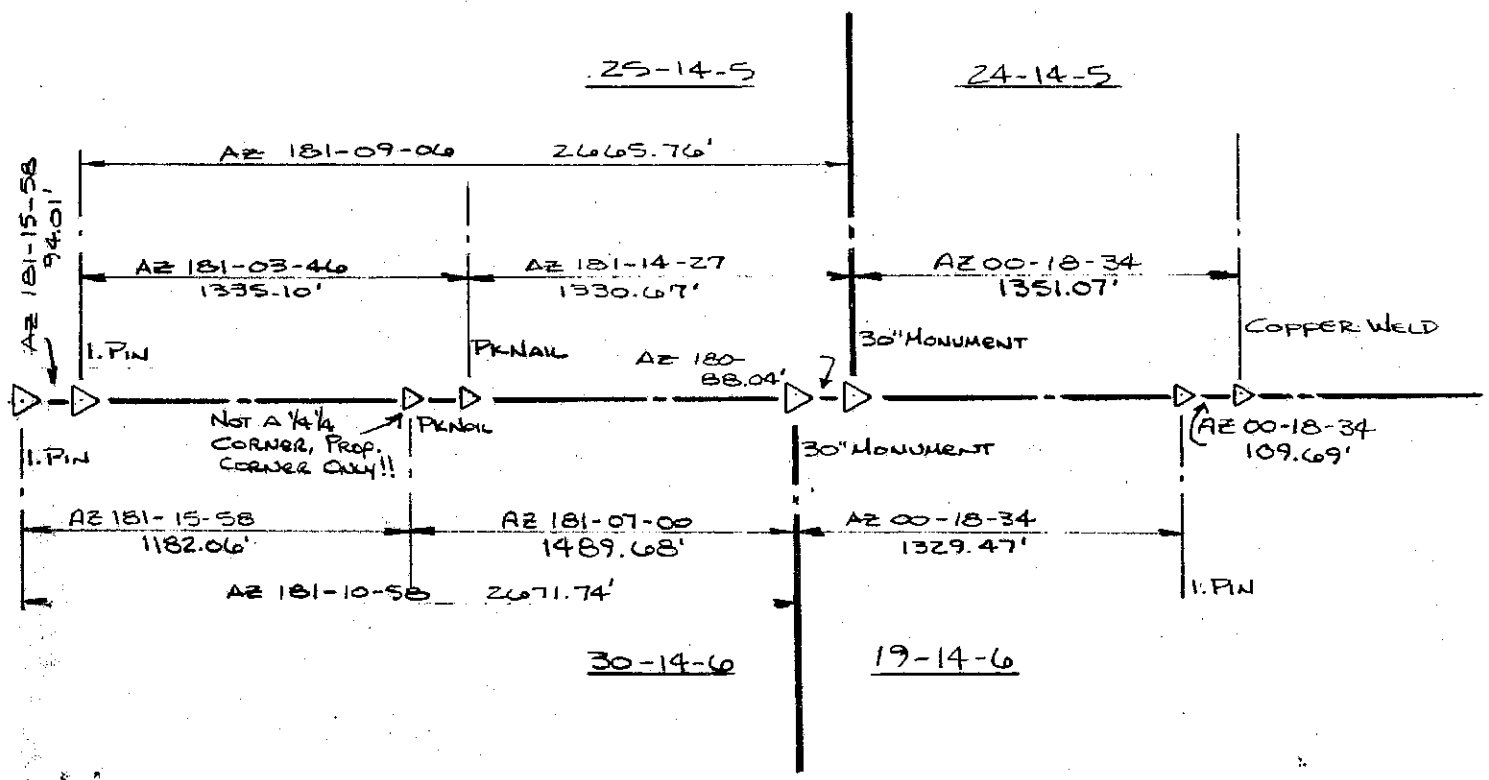 25-14-5
24-14-5
AZ 181-09-06 2665.76'
AZ 181-15-58
94.01'
AZ 181-03-46
1335.10'
AZ 181-14-27
1330.67'
AZ 00-18-34
1351.07'
I.PIN
PKNAIL
AZ 180-
88.04'
30" MONUMENT
COPPER WELD
NOT A 1/4 1/4
CORNER, PROP.
CORNER ONLY!!
PKNAIL
I.PIN
30" MONUMENT
AZ 00-18-34
109.69'
AZ 181-15-58
1182.06'
AZ 181-07-00
1489.68'
AZ 00-18-34
1329.47'
AZ 181-10-58 2671.74'
I.PIN
30-14-6
19-14-6